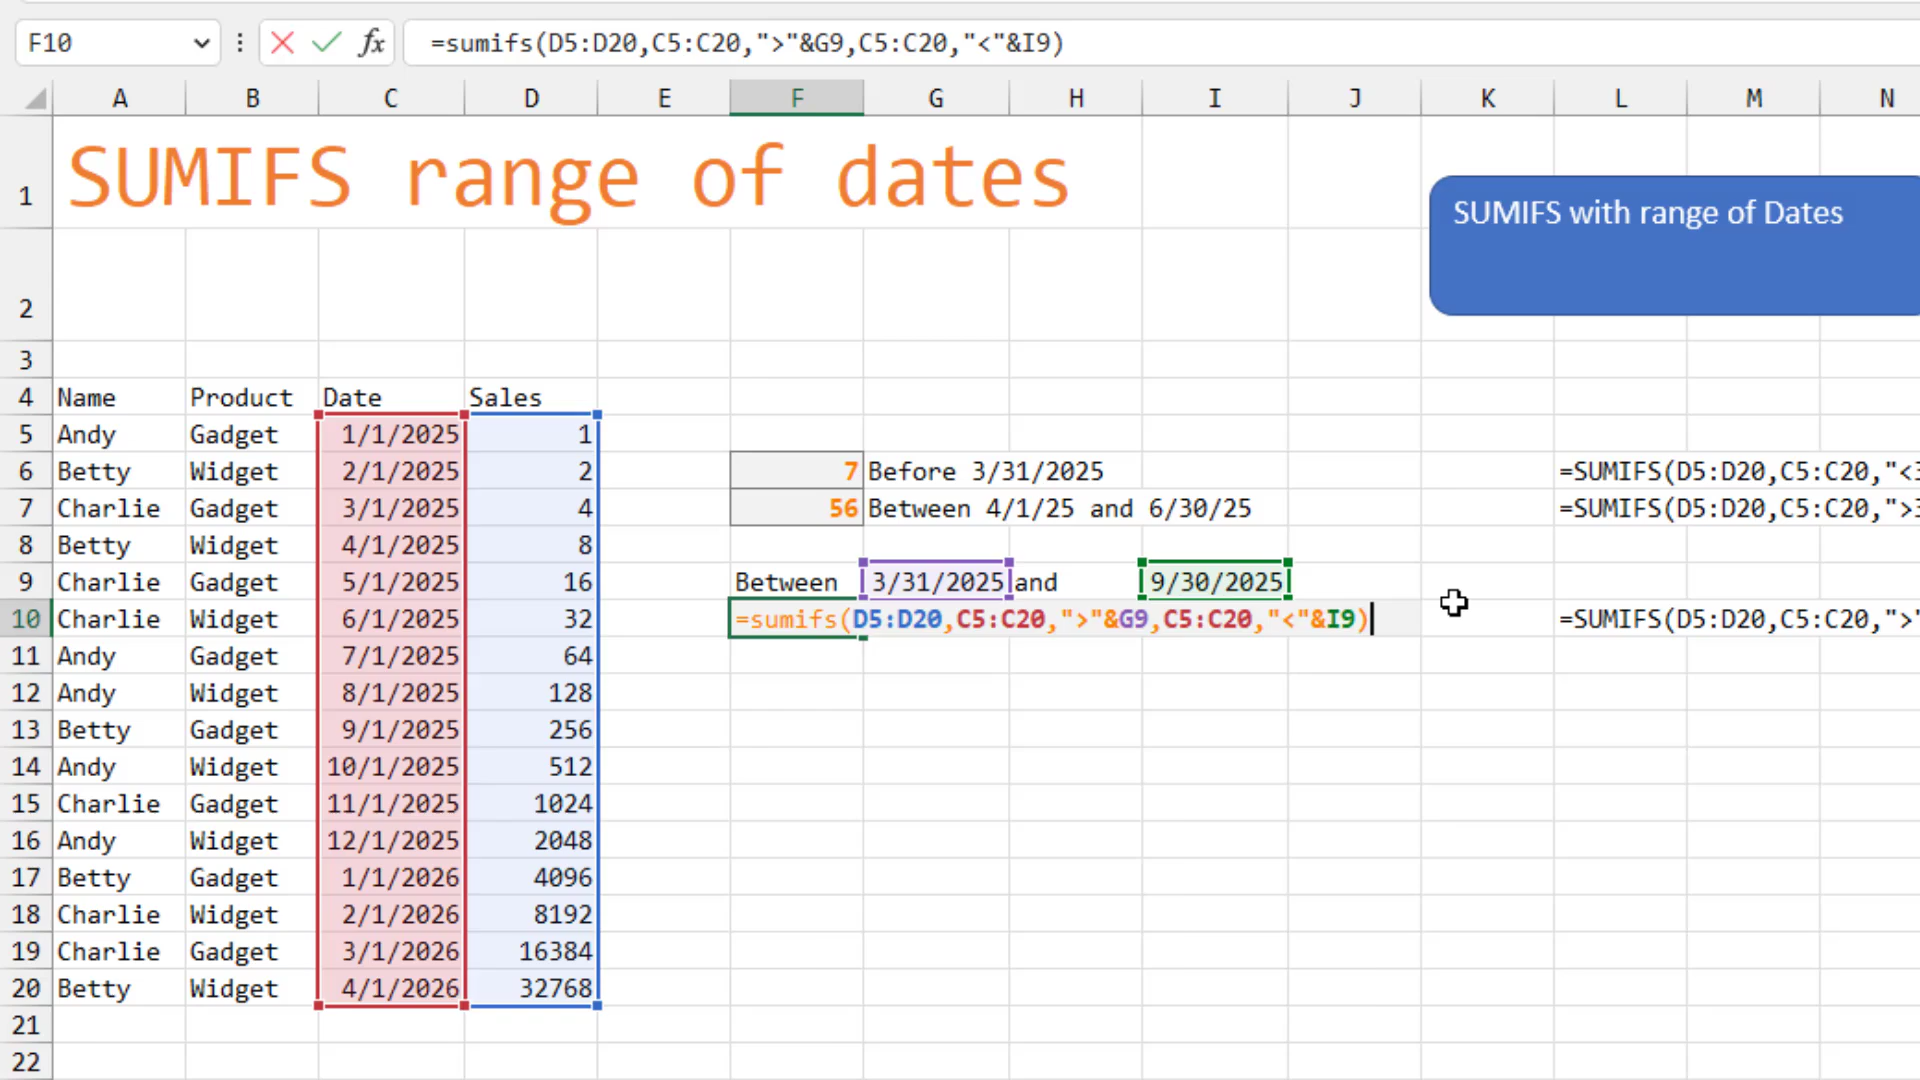 F10 fx =sumifs(D5:D20,C5:C20,">"&G9,C5:C20,"<"&I9)
A B C D E F G H I J K L M N
1 SUMIFS range of dates
SUMIFS with range of Dates
2
3
4 Name Product Date Sales
5 Andy Gadget 1/1/2025 1
6 Betty Widget 2/1/2025 2 7 Before 3/31/2025 =SUMIFS(D5:D20,C5:C20,"<3
7 Charlie Gadget 3/1/2025 4 56 Between 4/1/25 and 6/30/25 =SUMIFS(D5:D20,C5:C20,">3
8 Betty Widget 4/1/2025 8
9 Charlie Gadget 5/1/2025 16 Between 3/31/2025 and 9/30/2025
10 Charlie Widget 6/1/2025 32 =sumifs(D5:D20,C5:C20,">"&G9,C5:C20,"<"&I9) =SUMIFS(D5:D20,C5:C20,">"
11 Andy Gadget 7/1/2025 64
12 Andy Widget 8/1/2025 128
13 Betty Gadget 9/1/2025 256
14 Andy Widget 10/1/2025 512
15 Charlie Gadget 11/1/2025 1024
16 Andy Widget 12/1/2025 2048
17 Betty Gadget 1/1/2026 4096
18 Charlie Widget 2/1/2026 8192
19 Charlie Gadget 3/1/2026 16384
20 Betty Widget 4/1/2026 32768
21
22